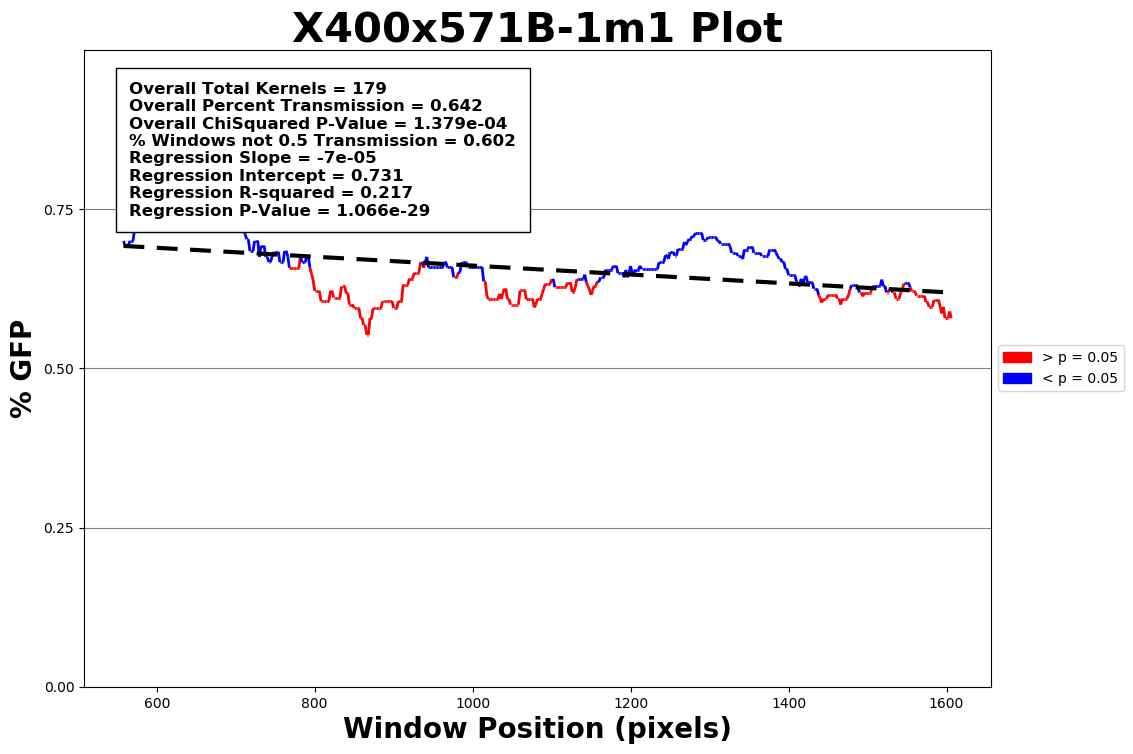 X400x571B-1m1 Plot
Overall Total Kernels = 179
Overall Percent Transmission = 0.642
Overall ChiSquared P-Value = 1.379e-04
% Windows not 0.5 Transmission = 0.602
Regression Slope = -7e-05
Regression Intercept = 0.731
Regression R-squared = 0.217
Regression P-Value = 1.066e-29
0.75
0.50
0.25
0.00
% GFP
> p = 0.05
< p = 0.05
600 800 1000 1200 1400 1600
Window Position (pixels)